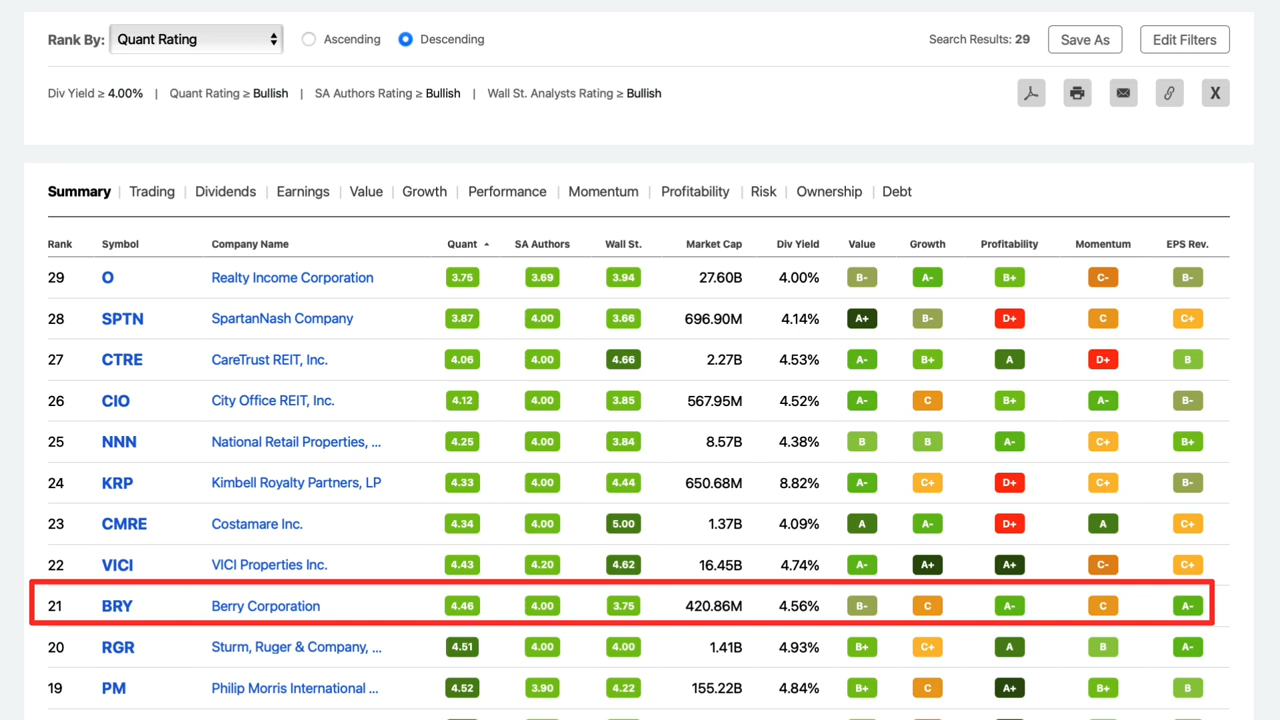 Rank By: Quant Rating Ascending Descending Search Results: 29 Save As Edit Filters
Div Yield ≥ 4.00% | Quant Rating ≥ Bullish | SA Authors Rating ≥ Bullish | Wall St. Analysts Rating ≥ Bullish X
Summary | Trading | Dividends | Earnings | Value | Growth | Performance | Momentum | Profitability | Risk | Ownership | Debt
Rank Symbol Company Name Quant SA Authors Wall St. Market Cap Div Yield Value Growth Profitability Momentum EPS Rev.
29 O Realty Income Corporation 3.75 3.69 3.94 27.60B 4.00% B- A- B+ C- B-
28 SPTN SpartanNash Company 3.87 4.00 3.66 696.90M 4.14% A+ B- D+ C C+
27 CTRE CareTrust REIT, Inc. 4.06 4.00 4.66 2.27B 4.53% A- B+ A D+ B
26 CIO City Office REIT, Inc. 4.12 4.00 3.85 567.95M 4.52% A- C B+ A- B-
25 NNN National Retail Properties, ... 4.25 4.00 3.84 8.57B 4.38% B B A- C+ B+
24 KRP Kimbell Royalty Partners, LP 4.33 4.00 4.44 650.68M 8.82% A- C+ D+ C+ B-
23 CMRE Costamare Inc. 4.34 4.00 5.00 1.37B 4.09% A A- D+ A C+
22 VICI VICI Properties Inc. 4.43 4.20 4.62 16.45B 4.74% A- A+ A+ C- C+
21 BRY Berry Corporation 4.46 4.00 3.75 420.86M 4.56% B- C A- C A-
20 RGR Sturm, Ruger & Company, ... 4.51 4.00 4.00 1.41B 4.93% B+ C+ A B A-
19 PM Philip Morris International ... 4.52 3.90 4.22 155.22B 4.84% B+ C A+ B+ B